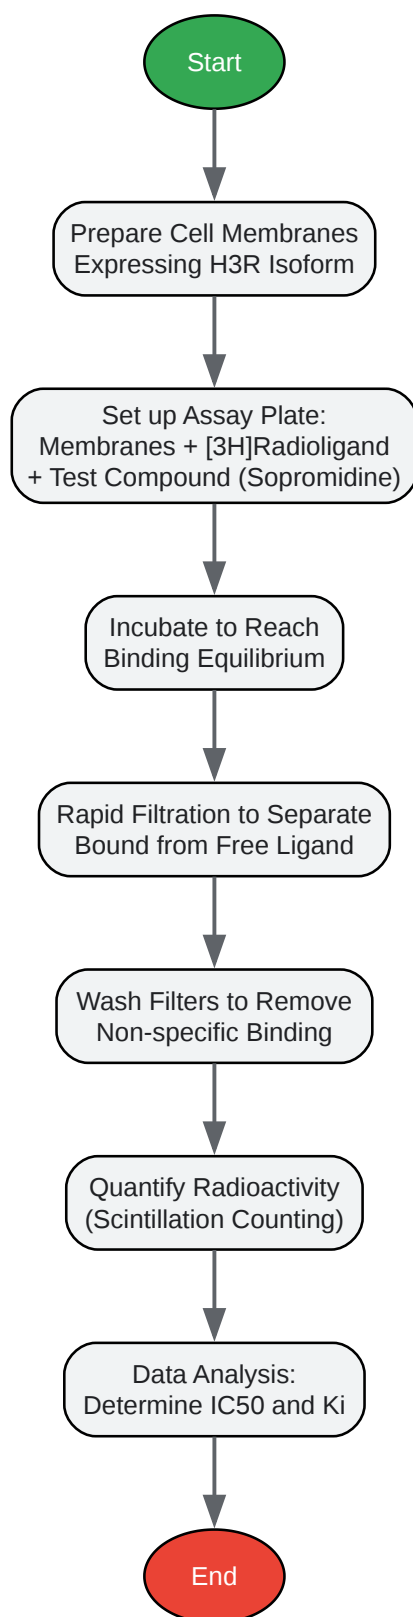 Start
Prepare Cell Membranes
Expressing H3R Isoform
Set up Assay Plate:
Membranes + [3H]Radioligand
+ Test Compound (Sopromidine)
Incubate to Reach
Binding Equilibrium
Rapid Filtration to Separate
Bound from Free Ligand
Wash Filters to Remove
Non-specific Binding
Quantify Radioactivity
(Scintillation Counting)
Data Analysis:
Determine IC50 and Ki
End